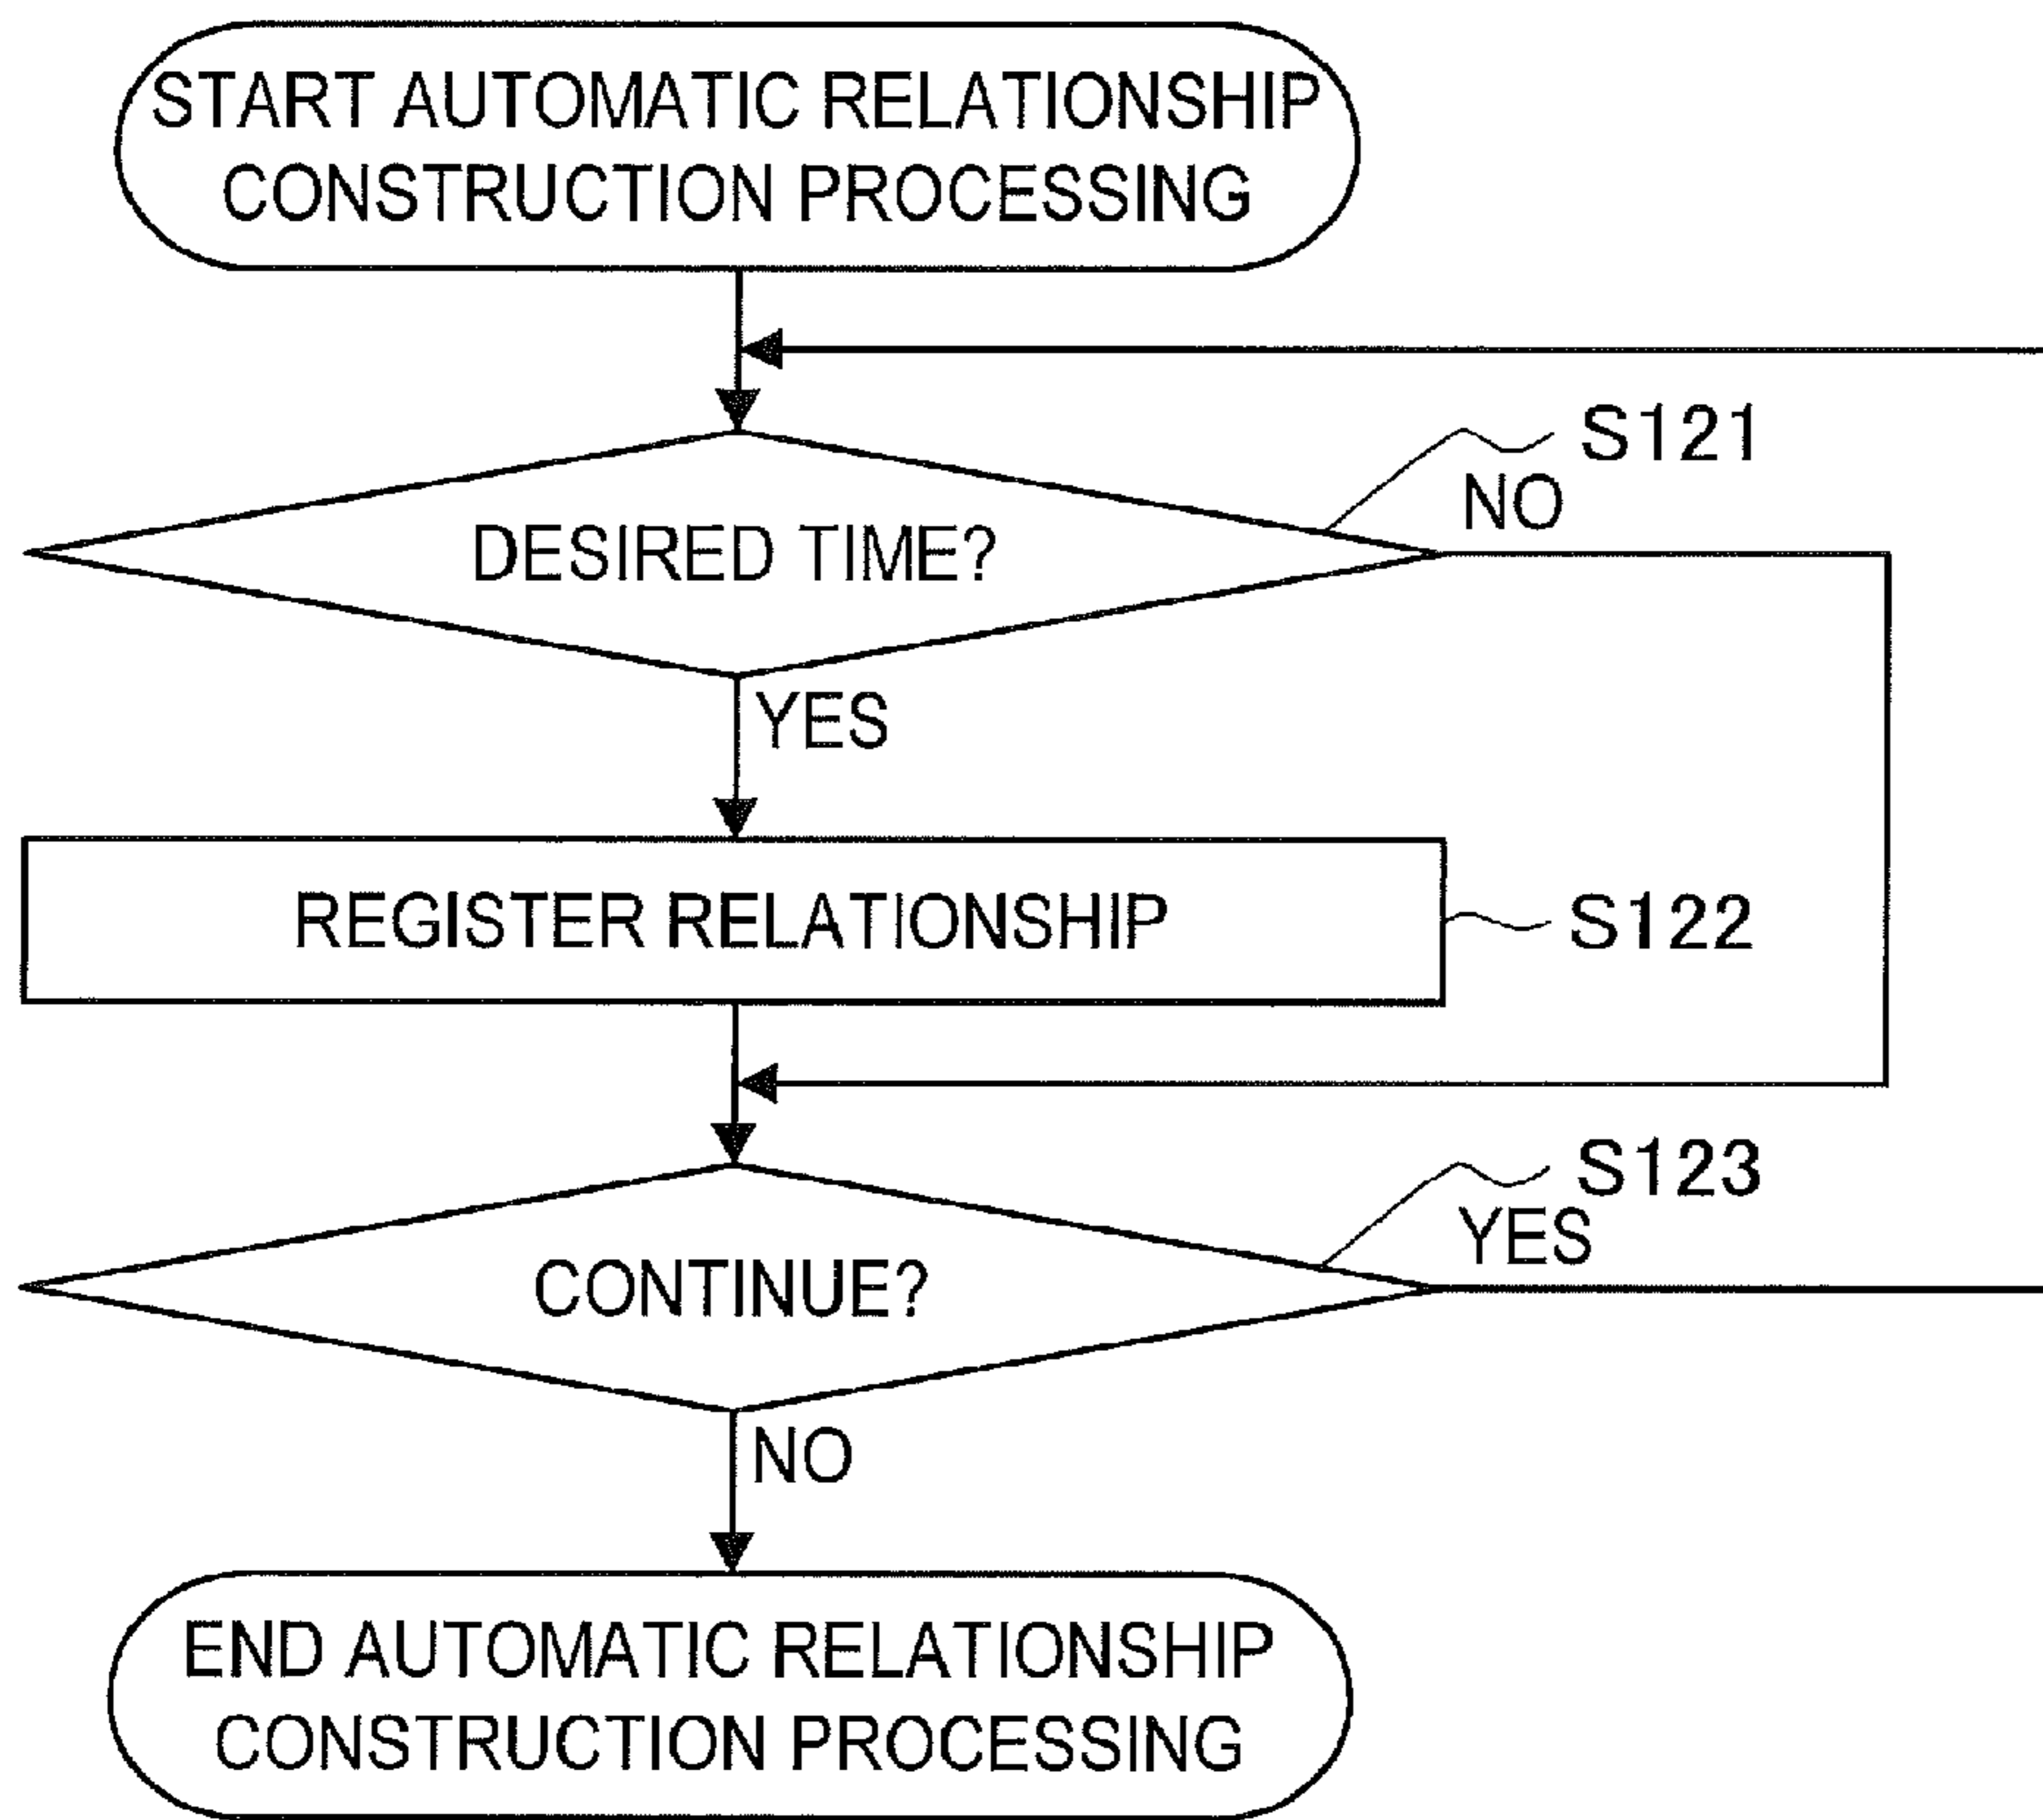 START AUTOMATIC RELATIONSHIP
CONSTRUCTION PROCESSING
S121
NO
DESIRED TIME?
YES
REGISTER RELATIONSHIP
S122
S123
YES
CONTINUE?
NO
END AUTOMATIC RELATIONSHIP
CONSTRUCTION PROCESSING